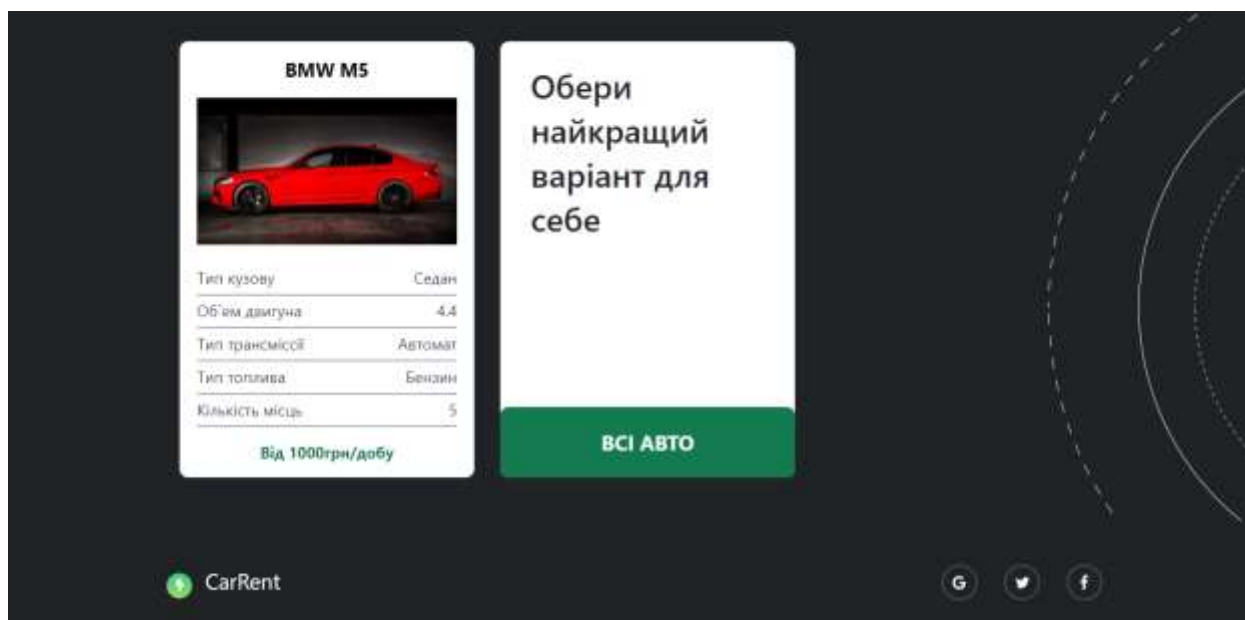 BMW M5
Тип кузову Седан
Об'єм двигуна 4.4
Тип трансміссії Автомат
Тип топлива Бензин
Кількість місць 5
Від 1000грн/добу
Обери
найкращий
варіант для
себе
ВСІ АВТО
CarRent